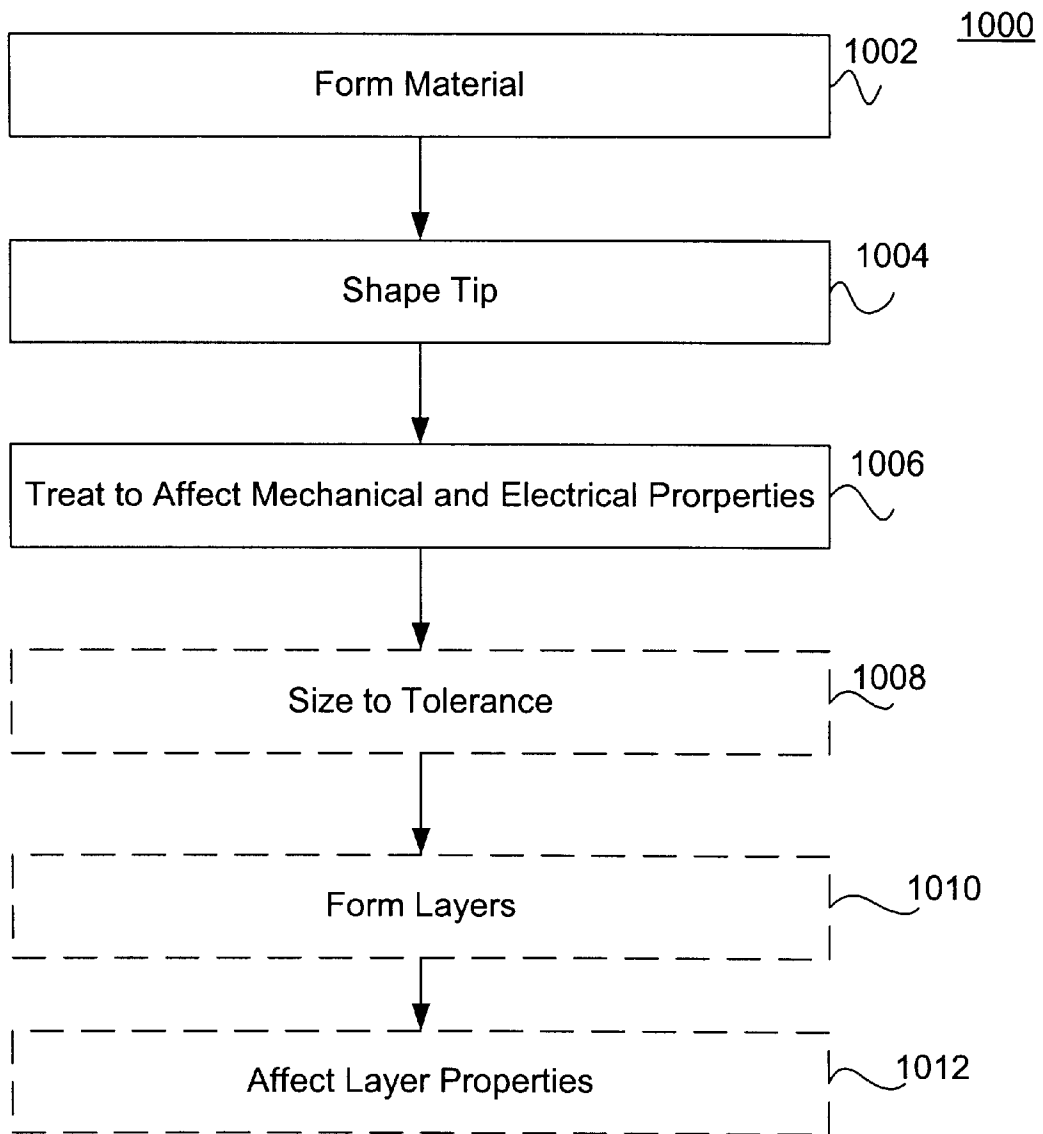 1000
1002
Form Material
1004
Shape Tip
1006
Treat to Affect Mechanical and Electrical Prorperties
1008
Size to Tolerance
1010
Form Layers
1012
Affect Layer Properties